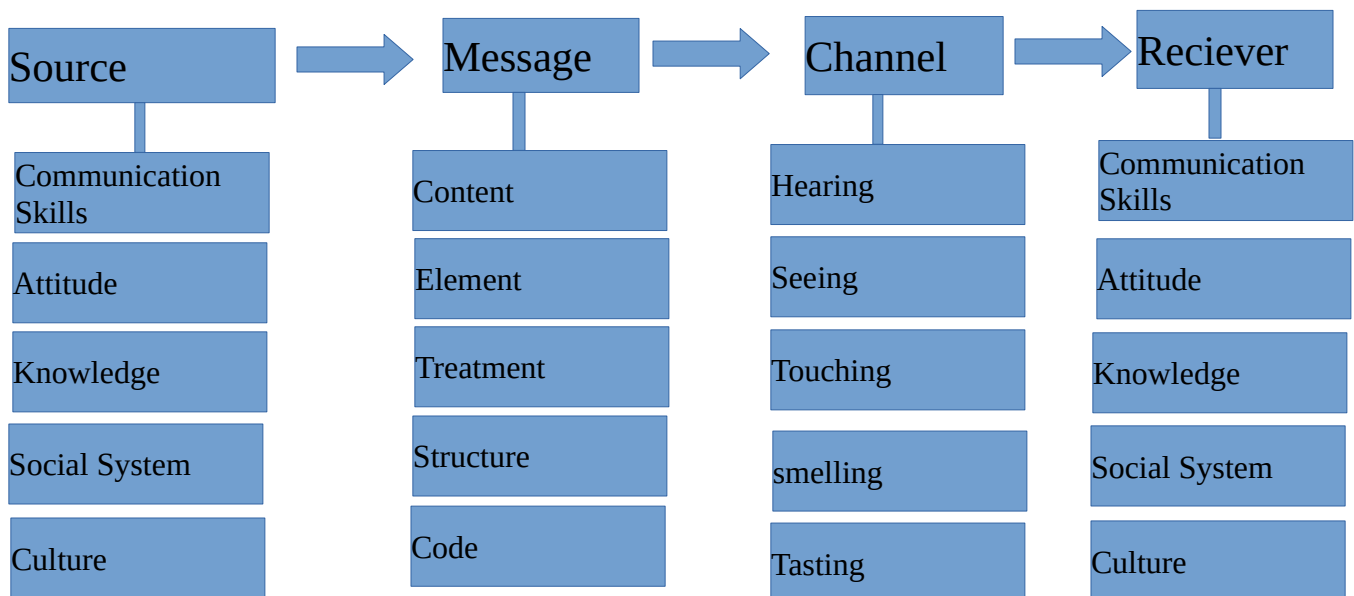 Source
Message
Channel
Reciever
Communication
Skills
Attitude
Knowledge
Social System
Culture
Content
Element
Treatment
Structure
Code
Hearing
Seeing
Touching
smelling
Tasting
Communication
Skills
Attitude
Knowledge
Social System
Culture